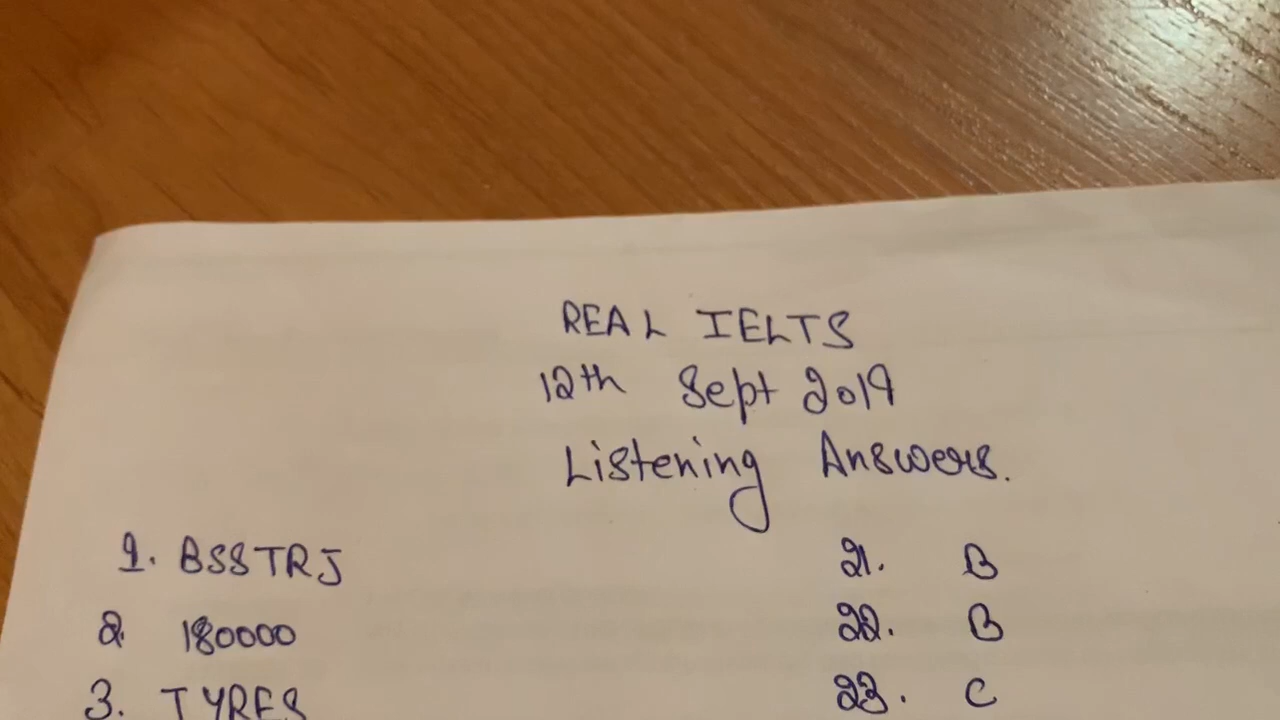 REAL IELTS
12th Sept 2019
Listening Answers.
1. BSSTRJ
2. 180000
3. TYRES
21. B
22. B
23. C